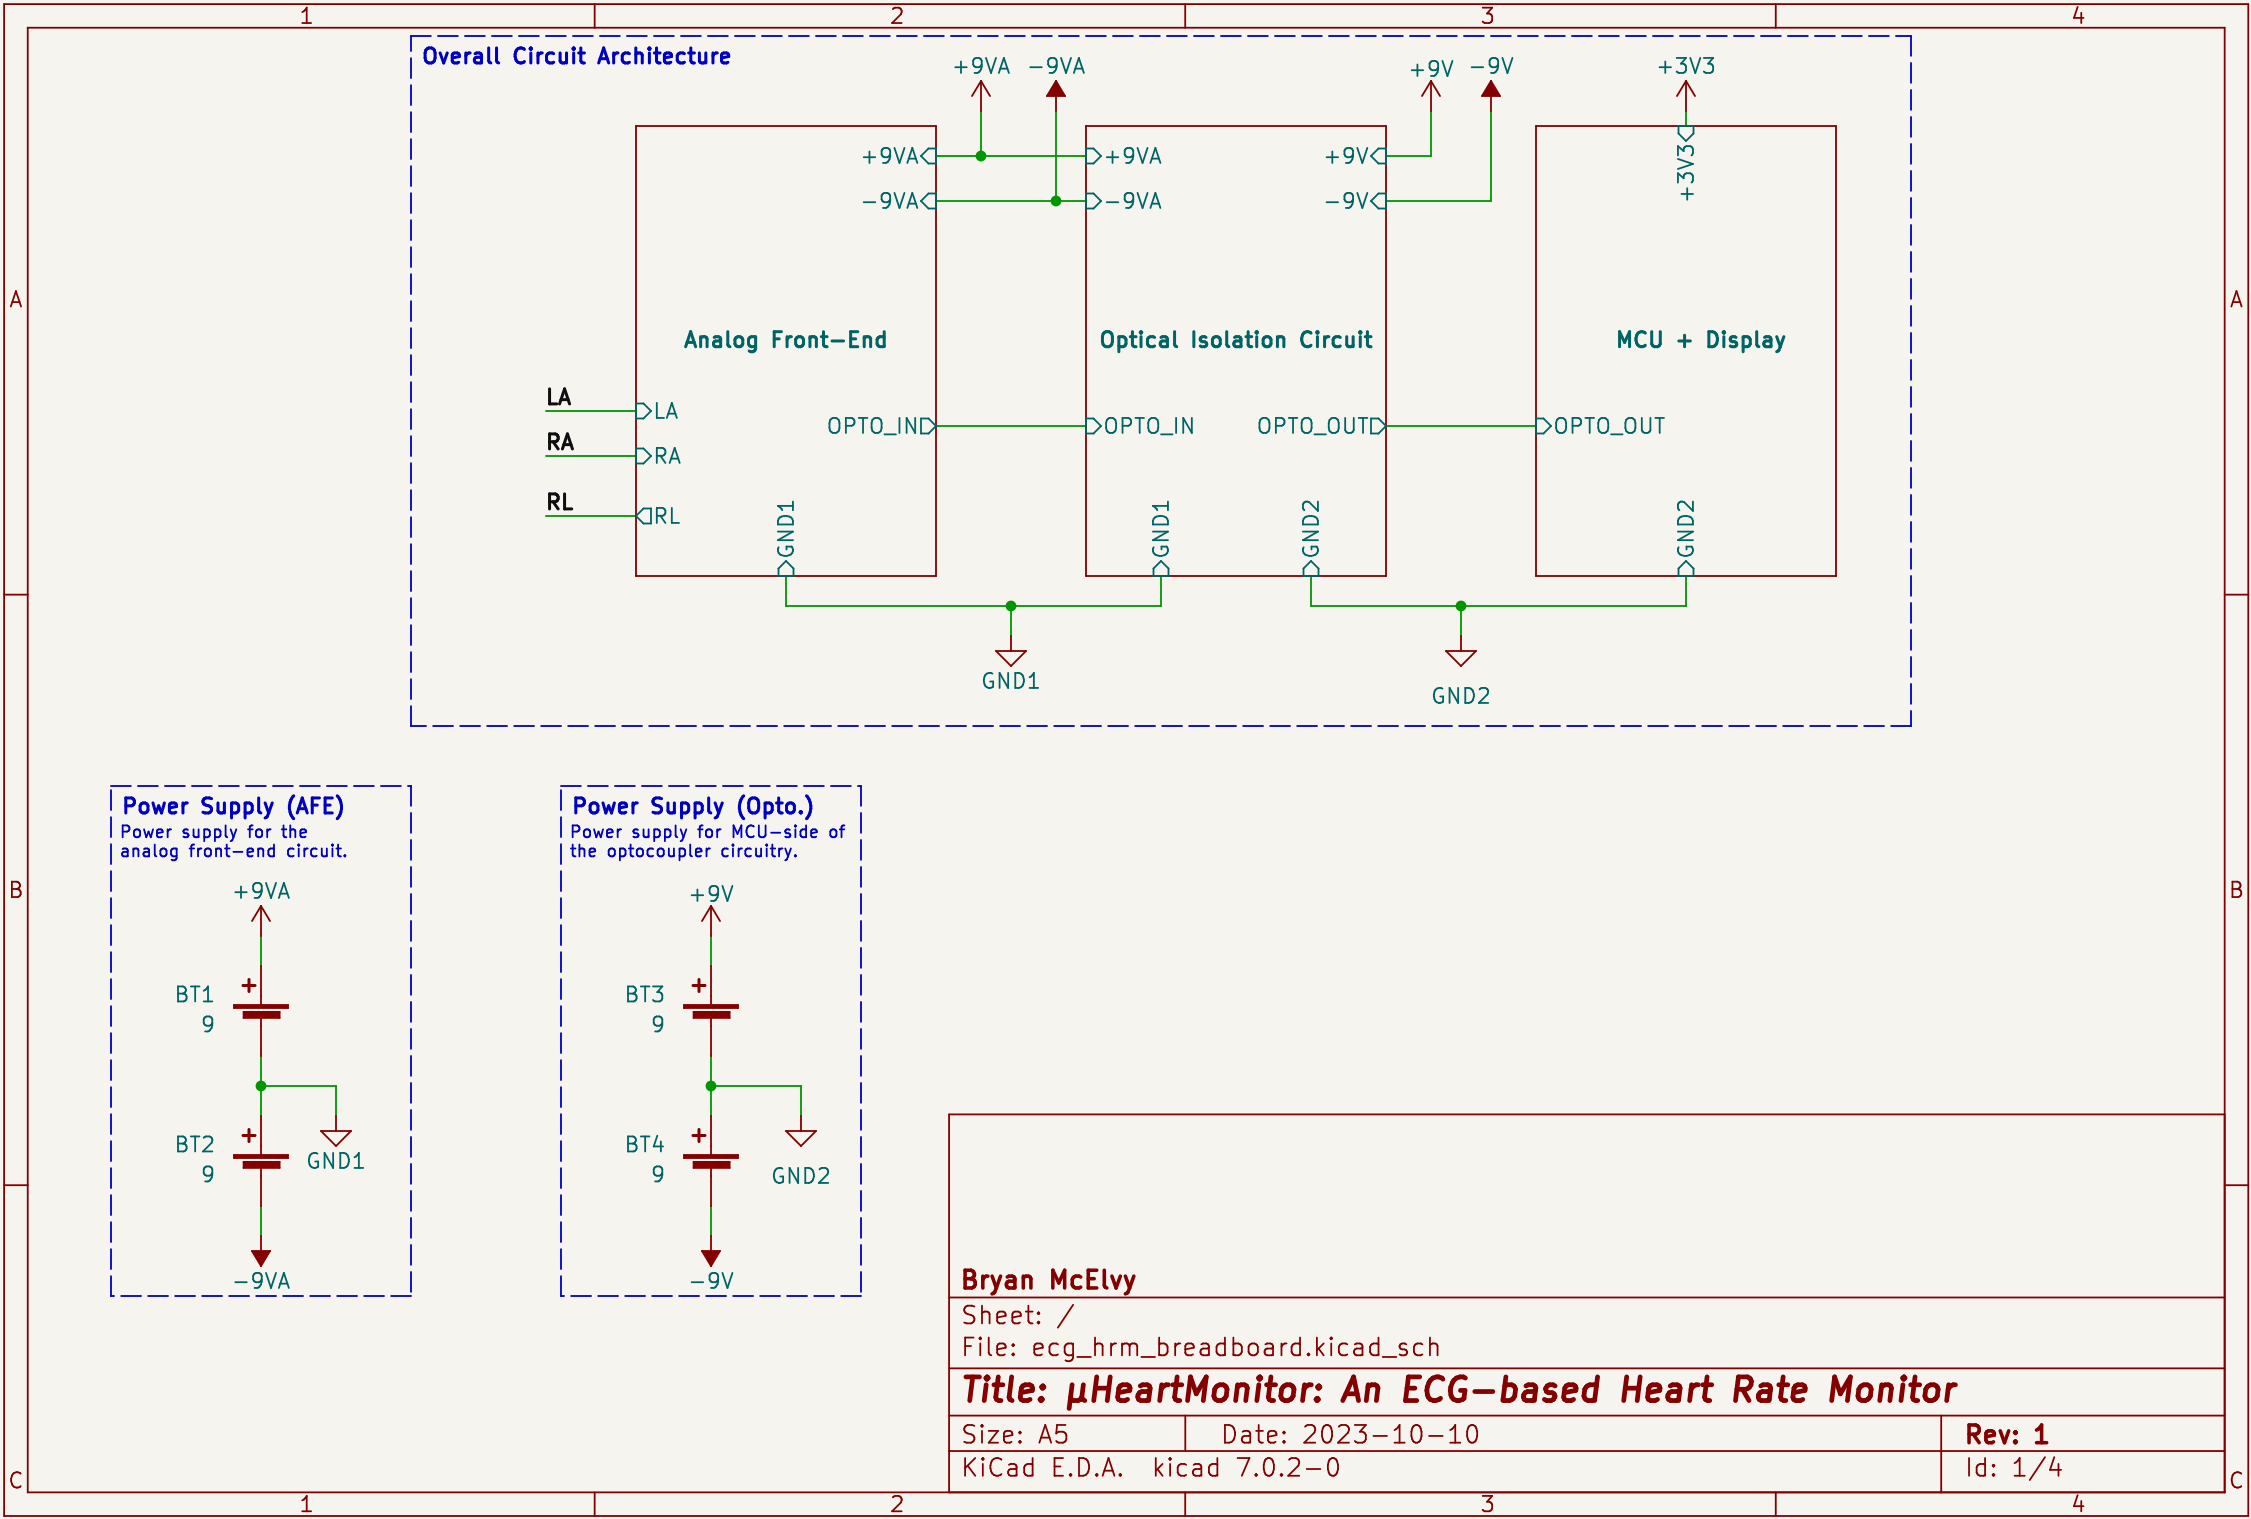 1 2 3 4
Overall Circuit Architecture
+9VA -9VA +9V -9V +3V3
+9VA +9VA +9V +3V3
-9VA -9VA -9V
A A
Analog Front-End Optical Isolation Circuit MCU + Display
LA
LA
OPTO_IN OPTO_IN OPTO_OUT OPTO_OUT
RA
RA
RL
RL
GND1 GND1 GND2 GND2
GND1
GND2
Power Supply (AFE)
Power supply for the
analog front-end circuit.
+9VA
+
BT1
9
+
BT2
9
GND1
-9VA
Power Supply (Opto.)
Power supply for MCU-side of
the optocoupler circuitry.
+9V
+
BT3
9
+
BT4
9
GND2
-9V
B B
Bryan McElvy
Sheet: /
File: ecg_hrm_breadboard.kicad_sch
Title: µHeartMonitor: An ECG-based Heart Rate Monitor
Size: A5 Date: 2023-10-10 Rev: 1
KiCad E.D.A. kicad 7.0.2-0 Id: 1/4
C C
1 2 3 4